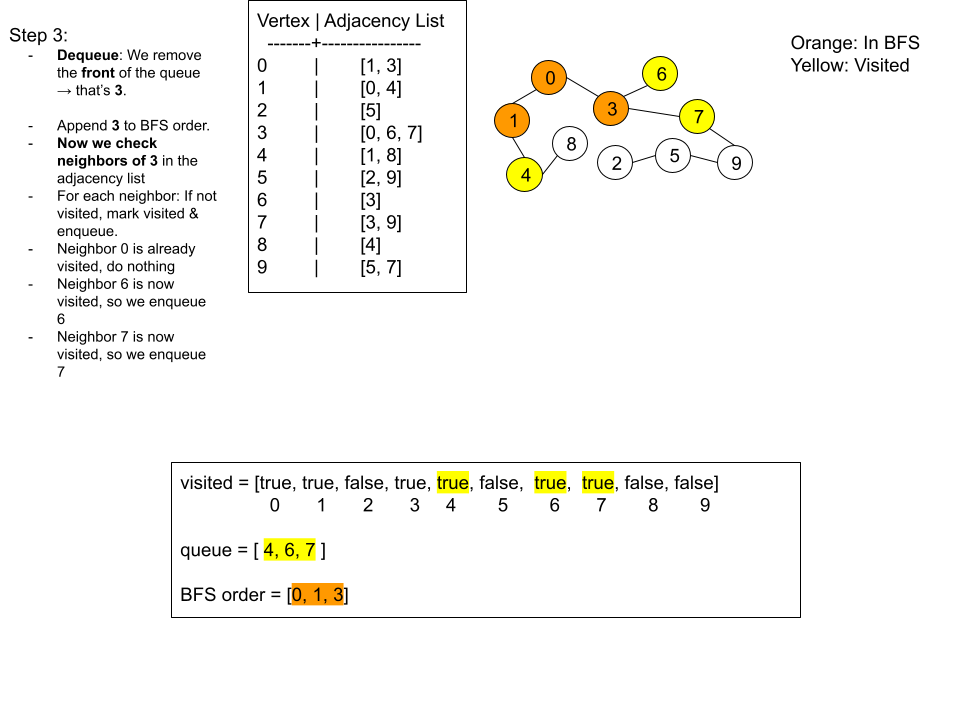 Step 3:
- Dequeue: We remove
the front of the queue
→ that's 3.
- Append 3 to BFS order.
- Now we check
neighbors of 3 in the
adjacency list
- For each neighbor: If not
visited, mark visited &
enqueue.
- Neighbor 0 is already
visited, do nothing
- Neighbor 6 is now
visited, so we enqueue
6
- Neighbor 7 is now
visited, so we enqueue
7
Vertex | Adjacency List
-------+----------------
0 | [1, 3]
1 | [0, 4]
2 | [5]
3 | [0, 6, 7]
4 | [1, 8]
5 | [2, 9]
6 | [3]
7 | [3, 9]
8 | [4]
9 | [5, 7]
0
6
3
1
7
8
2
5
9
4
Orange: In BFS
Yellow: Visited
visited = [true, true, false, true, true, false, true, true, false, false]
0 1 2 3 4 5 6 7 8 9
queue = [ 4, 6, 7 ]
BFS order = [0, 1, 3]